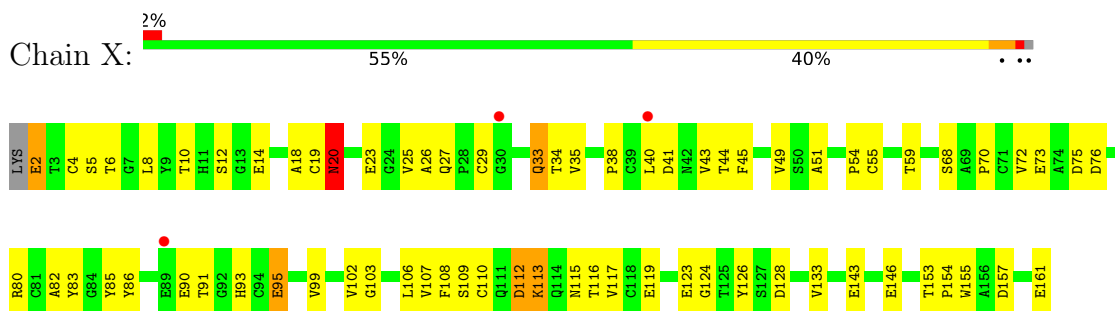 2%
Chain X:
55% 40% • ••
LYS E2 T3 C4 S5 T6 G7 L8 Y9 T10 H11 S12 G13 E14 A18 C19 N20 E23 G24 V25 A26 Q27 P28 C29 G30 Q33 T34 V35 P38 C39 L40 D41 N42 V43 T44 F45 V49 S50 A51 P54 C55 T59 S68 A69 P70 C71 V72 E73 A74 D75 D76
R80 C81 A82 Y83 G84 Y85 Y86 E89 E90 T91 G92 H93 C94 E95 V99 V102 G103 L106 V107 F108 S109 C110 Q111 D112 K113 Q114 N115 T116 V117 C118 E119 E123 G124 T125 Y126 S127 D128 V133 E143 E146 T153 P154 W155 A156 D157 E161